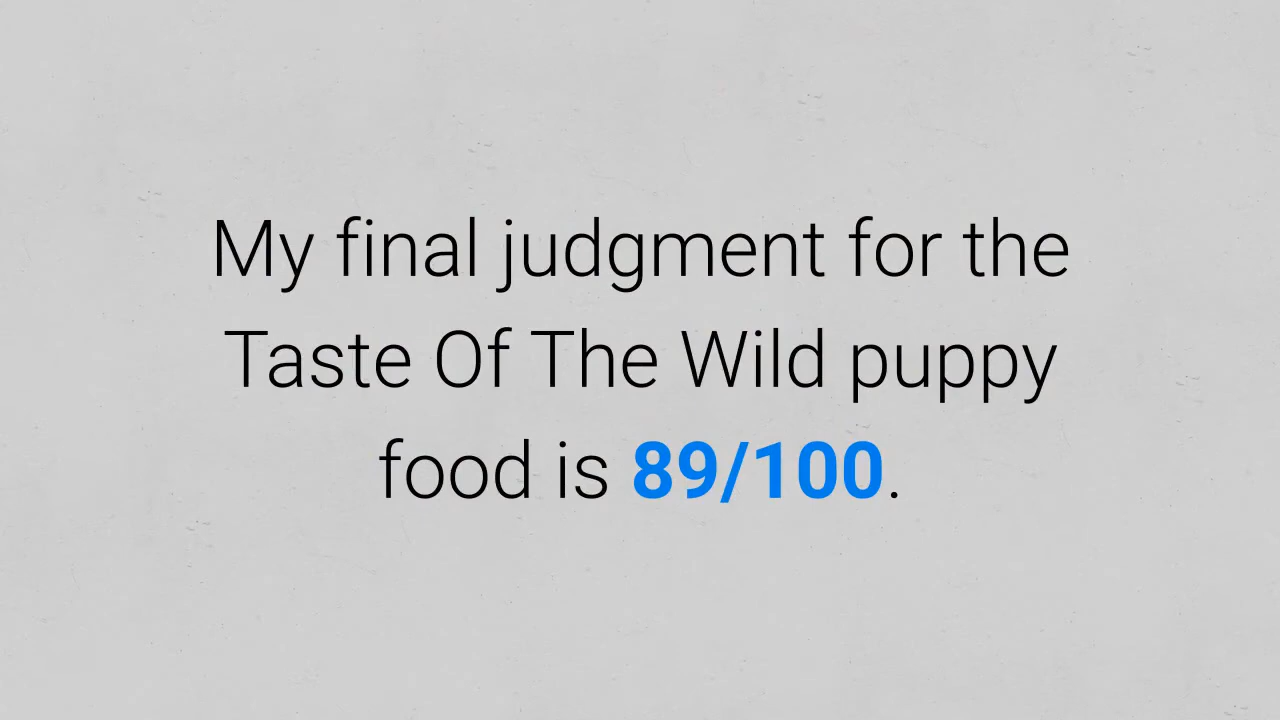 My final judgment for the
Taste Of The Wild puppy
food is 89/100.